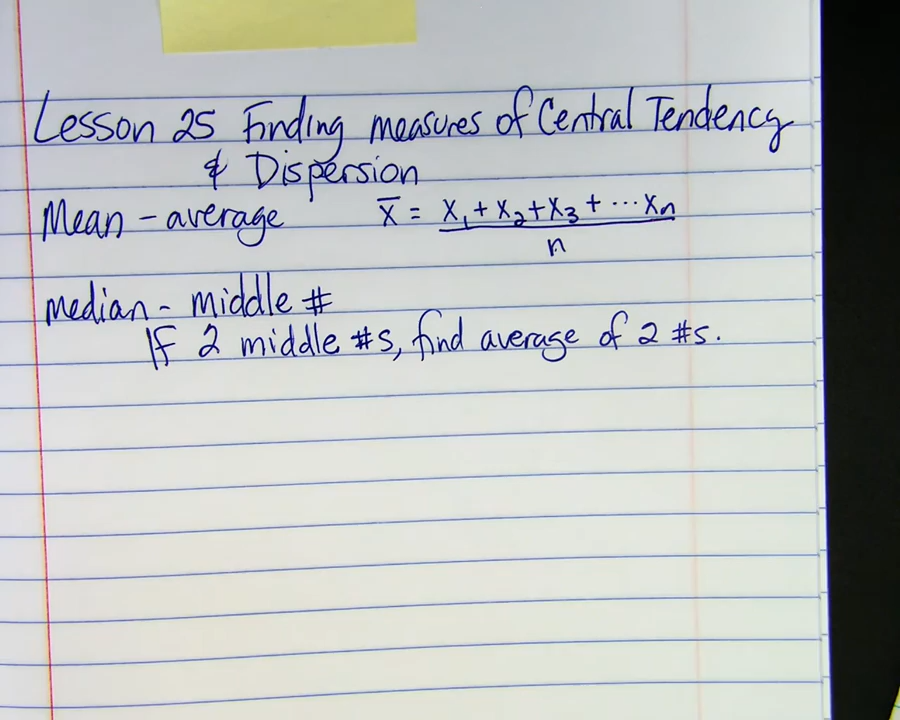 Lesson 25 Finding measures of Central Tendency
& Dispersion
Mean - average x̄ = x₁ + x₂ + x₃ + ··· xₙ
n
median - middle #
If 2 middle #s, find average of 2 #s.